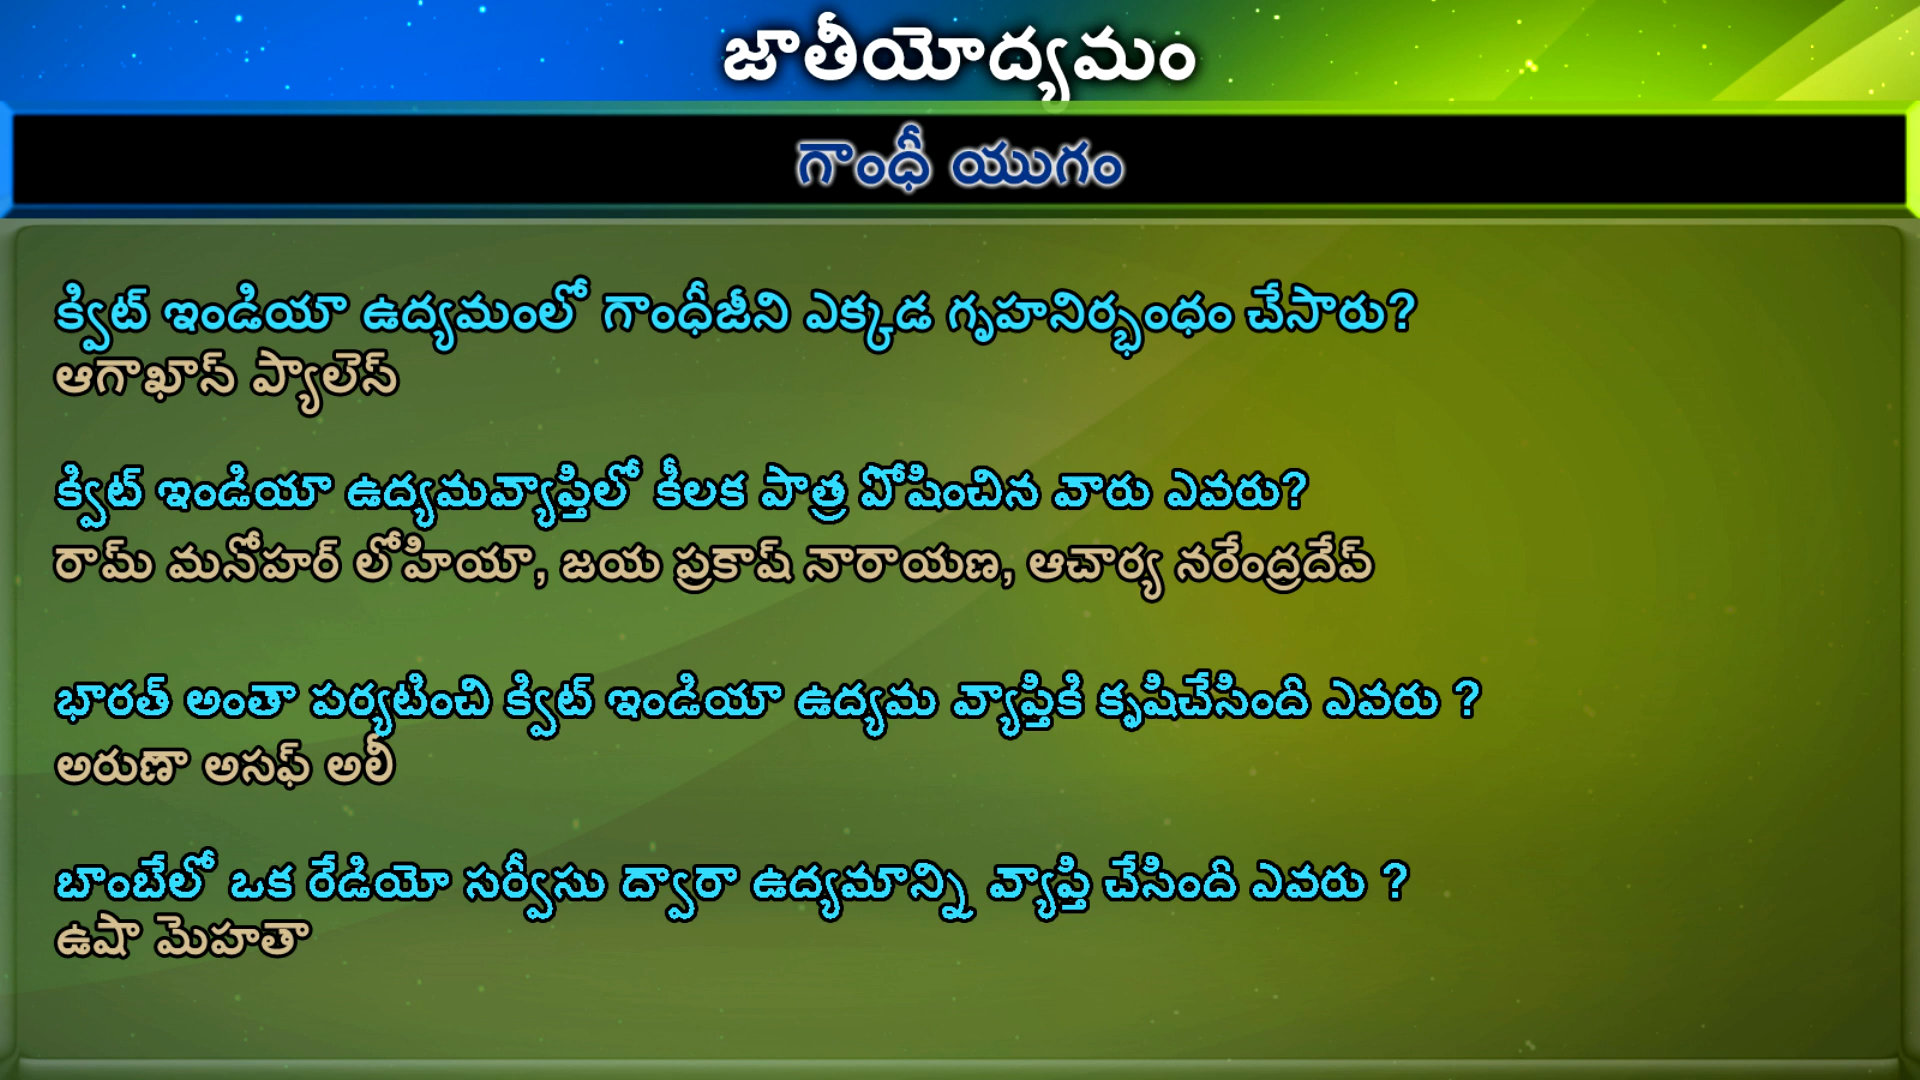 జాతీయోద్యమం
గాంధీ యుగం
క్విట్ ఇండియా ఉద్యమంలో గాంధీజీని ఎక్కడ గృహనిర్భంధం చేసారు?
ఆగాఖాన్ ప్యాలెస్
క్విట్ ఇండియా ఉద్యమవ్యాప్తిలో కీలక పాత్ర పోషించిన వారు ఎవరు?
రామ్ మనోహర్ లోహియా, జయ ప్రకాష్ నారాయణ, ఆచార్య నరేంద్రదేవ్
భారత్ అంతా పర్యటించి క్విట్ ఇండియా ఉద్యమ వ్యాప్తికి కృషిచేసింది ఎవరు ?
అరుణా అసఫ్ అలీ
బాంబేలో ఒక రేడియో సర్వీసు ద్వారా ఉద్యమాన్ని వ్యాప్తి చేసింది ఎవరు ?
ఉషా మెహతా